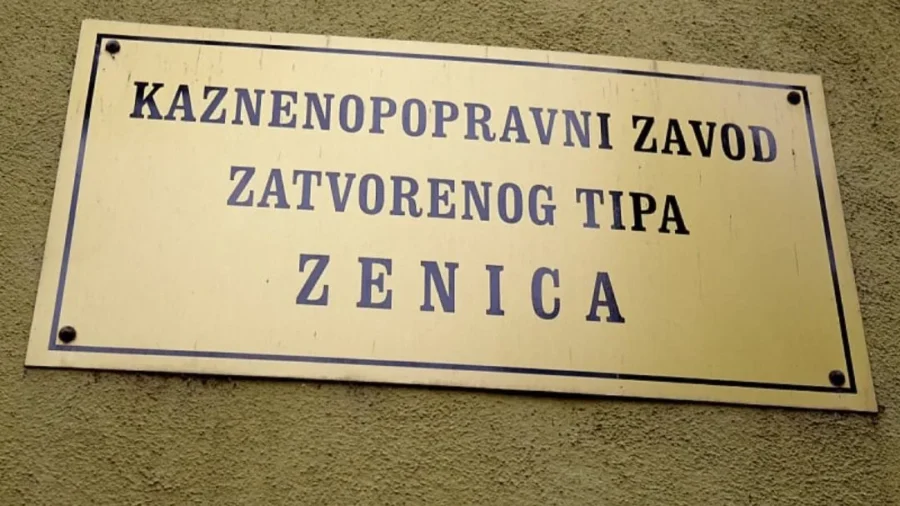 KAZNENOPOPRAVNI ZAVOD
ZATVORENOG TIPA
ZENICA